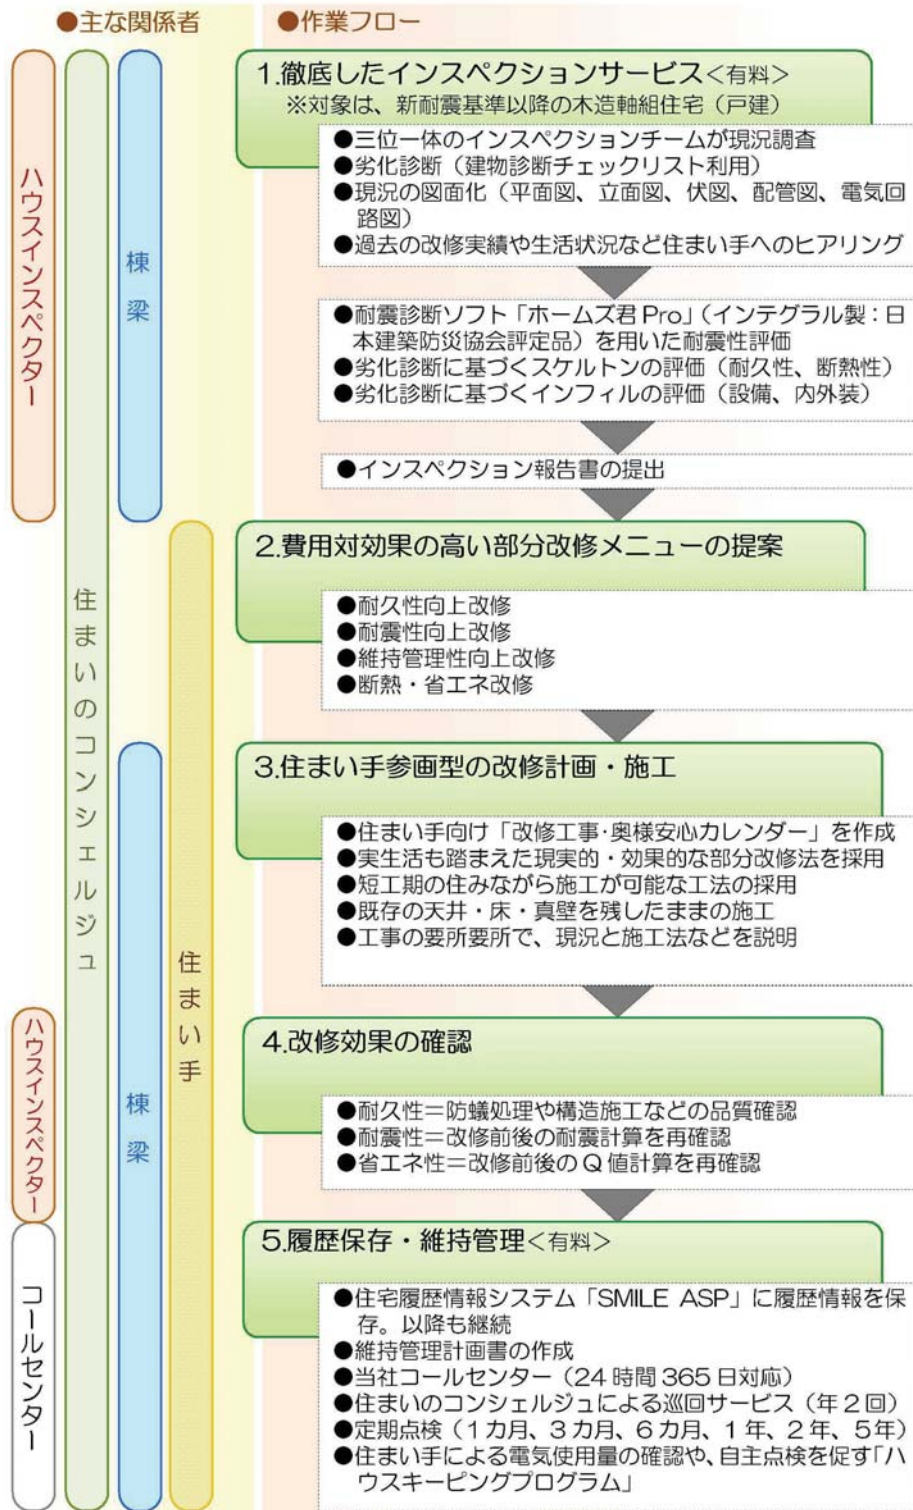 ●主な関係者
●作業フロー
ハウスインスペクター
住まいのコンシェルジュ
棟梁
1.徹底したインスペクションサービス<有料>
※対象は、新耐震基準以降の木造軸組住宅（戸建）
●三位一体のインスペクションチームが現況調査
●劣化診断（建物診断チェックリスト利用）
●現況の図面化（平面図、立面図、伏図、配管図、電気回
路図）
●過去の改修実績や生活状況など住まい手へのヒアリング
●耐震診断ソフト「ホームズ君Pro」（インテグラル製：日
本建築防災協会評定品）を用いた耐震性評価
●劣化診断に基づくスケルトンの評価（耐久性、断熱性）
●劣化診断に基づくインフィルの評価（設備、内外装）
●インスペクション報告書の提出
住まい手
2.費用対効果の高い部分改修メニューの提案
●耐久性向上改修
●耐震性向上改修
●維持管理性向上改修
●断熱・省エネ改修
棟梁
3.住まい手参画型の改修計画・施工
●住まい手向け「改修工事・奥様安心カレンダー」を作成
●実生活も踏まえた現実的・効果的な部分改修法を採用
●短工期の住みながら施工が可能な工法の採用
●既存の天井・床・真壁を残したままの施工
●工事の要所要所で、現況と施工法などを説明
ハウスインスペクター
4.改修効果の確認
●耐久性＝防蟻処理や構造施工などの品質確認
●耐震性＝改修前後の耐震計算を再確認
●省エネ性＝改修前後のQ値計算を再確認
コールセンター
5.履歴保存・維持管理<有料>
●住宅履歴情報システム「SMILE ASP」に履歴情報を保
存。以降も継続
●維持管理計画書の作成
●当社コールセンター（24時間365日対応）
●住まいのコンシェルジュによる巡回サービス（年2回）
●定期点検（1カ月、3カ月、6カ月、1年、2年、5年）
●住まい手による電気使用量の確認や、自主点検を促す「ハ
ウスキーピングプログラム」